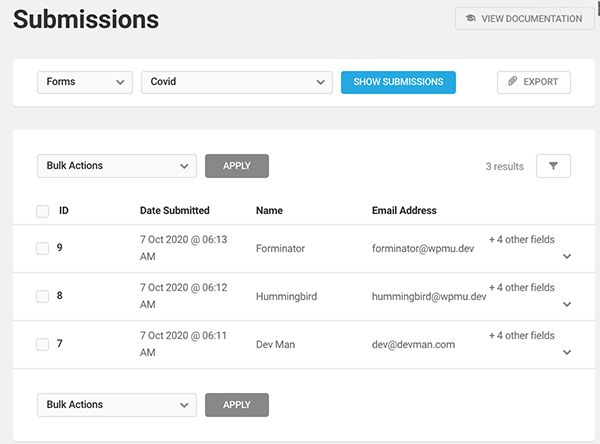 Submissions
VIEW DOCUMENTATION
Forms
Covid
SHOW SUBMISSIONS
EXPORT
Bulk Actions
APPLY
3 results
ID Date Submitted Name Email Address
9 7 Oct 2020 @ 06:13 Forminator forminator@wpmu.dev + 4 other fields
AM
8 7 Oct 2020 @ 06:12 Hummingbird hummingbird@wpmu.dev + 4 other fields
AM
7 7 Oct 2020 @ 06:11 Dev Man dev@devman.com + 4 other fields
AM
Bulk Actions
APPLY